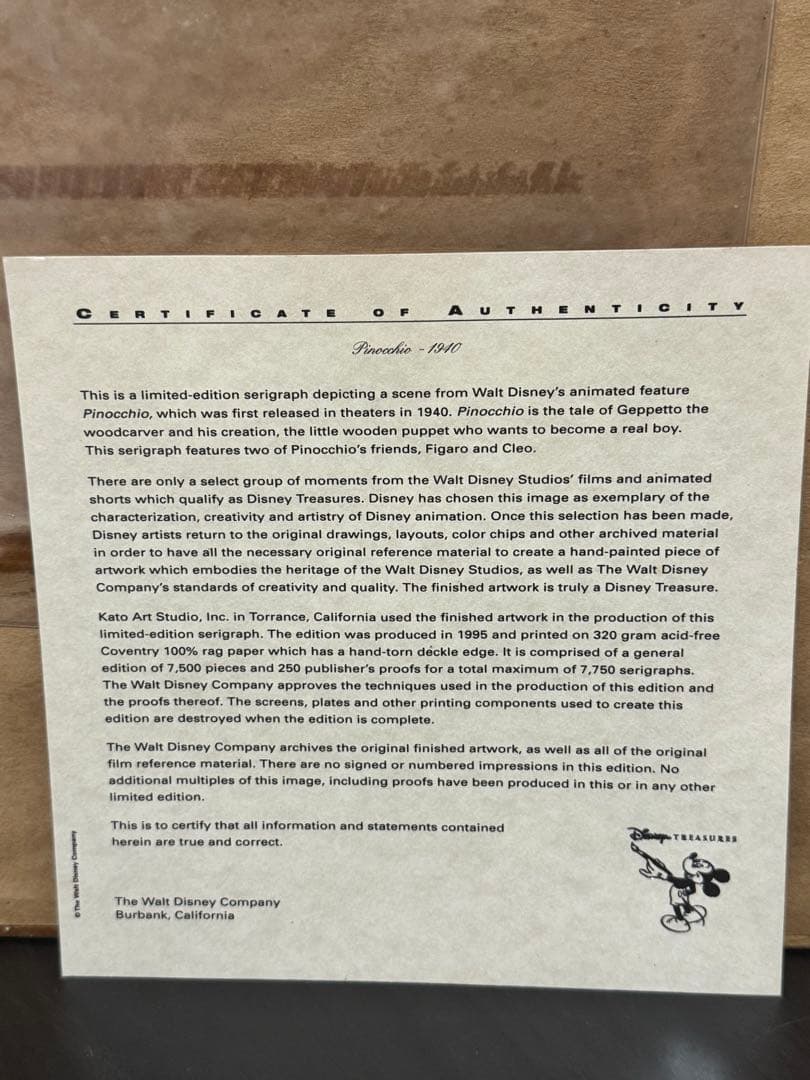 CERTIFICATE OF AUTHENTICITY
Pinocchio - 1940
This is a limited-edition serigraph depicting a scene from Walt Disney's animated feature
Pinocchio, which was first released in theaters in 1940. Pinocchio is the tale of Geppetto the
woodcarver and his creation, the little wooden puppet who wants to become a real boy.
This serigraph features two of Pinocchio's friends, Figaro and Cleo.
There are only a select group of moments from the Walt Disney Studios' films and animated
shorts which qualify as Disney Treasures. Disney has chosen this image as exemplary of the
characterization, creativity and artistry of Disney animation. Once this selection has been made,
Disney artists return to the original drawings, layouts, color chips and other archived material
in order to have all the necessary original reference material to create a hand-painted piece of
artwork which embodies the heritage of the Walt Disney Studios, as well as The Walt Disney
Company's standards of creativity and quality. The finished artwork is truly a Disney Treasure.
Kato Art Studio, Inc. in Torrance, California used the finished artwork in the production of this
limited-edition serigraph. The edition was produced in 1995 and printed on 320 gram acid-free
Coventry 100% rag paper which has a hand-torn deckle edge. It is comprised of a general
edition of 7,500 pieces and 250 publisher's proofs for a total maximum of 7,750 serigraphs.
The Walt Disney Company approves the techniques used in the production of this edition and
the proofs thereof. The screens, plates and other printing components used to create this
edition are destroyed when the edition is complete.
The Walt Disney Company archives the original finished artwork, as well as all of the original
film reference material. There are no signed or numbered impressions in this edition. No
additional multiples of this image, including proofs have been produced in this or in any other
limited edition.
This is to certify that all information and statements contained
herein are true and correct.
Disney TREASURES
The Walt Disney Company
Burbank, California
© The Walt Disney Company